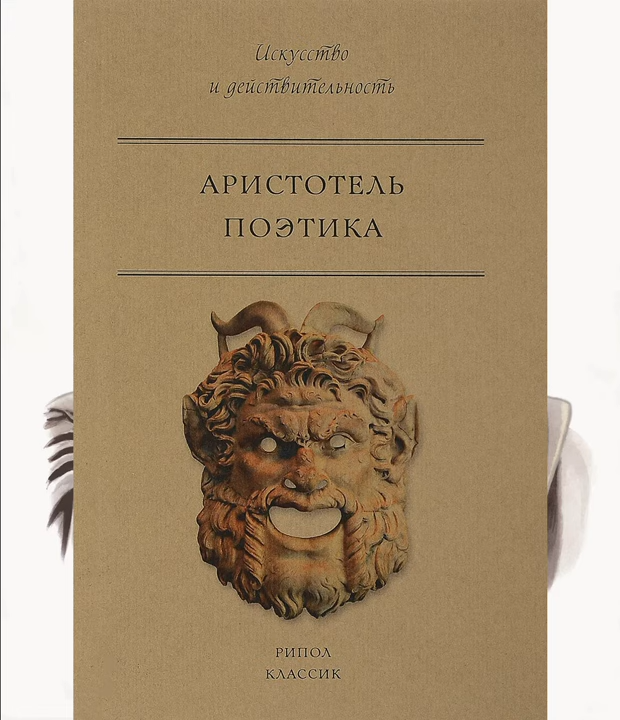 Искусство
и действительность
АРИСТОТЕЛЬ
ПОЭТИКА
РИПОЛ
КЛАССИК